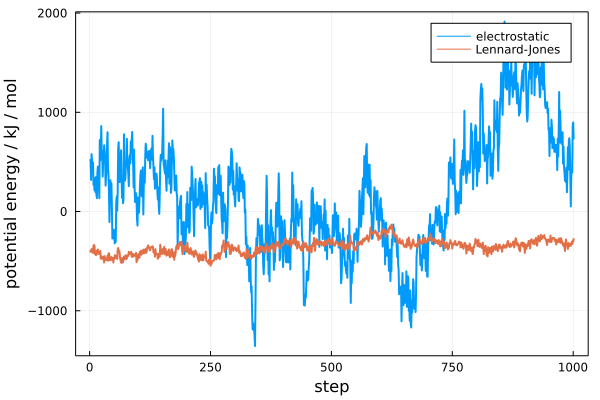 2000
1000
0
−1000
potential energy / kJ / mol
electrostatic
Lennard-Jones
0
250
500
750
1000
step